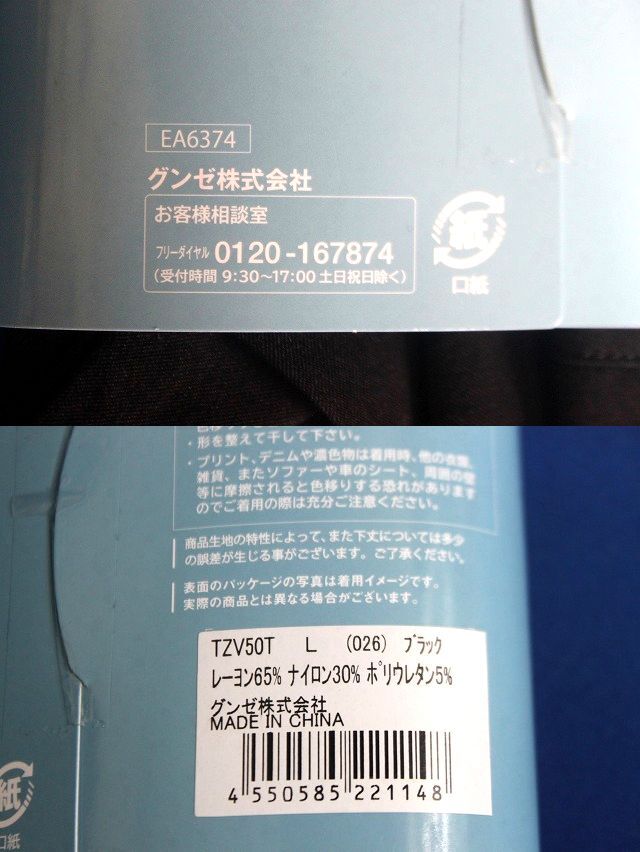 EA6374
グンゼ株式会社
お客様相談室
フリーダイヤル 0120-167874
(受付時間 9:30〜17:00 土日祝日除く)
紙
口紙
・形を整えて干して下さい。
・プリント、デニムや濃色物は着用時、他の衣類、
雑貨、またソファーや車のシート、周囲の壁
等に摩擦されると色移りする恐れがあります
のでご着用の際は充分ご注意ください。
商品生地の特性によって、また下丈については多少
の誤差が生じる事がございます。ご了承ください。
表面のパッケージの写真は着用イメージです。
実際の商品とは異なる場合がございます。
TZV50T L (026) ブラック
レーヨン65% ナイロン30% ポリウレタン5%
グンゼ株式会社
MADE IN CHINA
4 550585 221148
紙
口紙